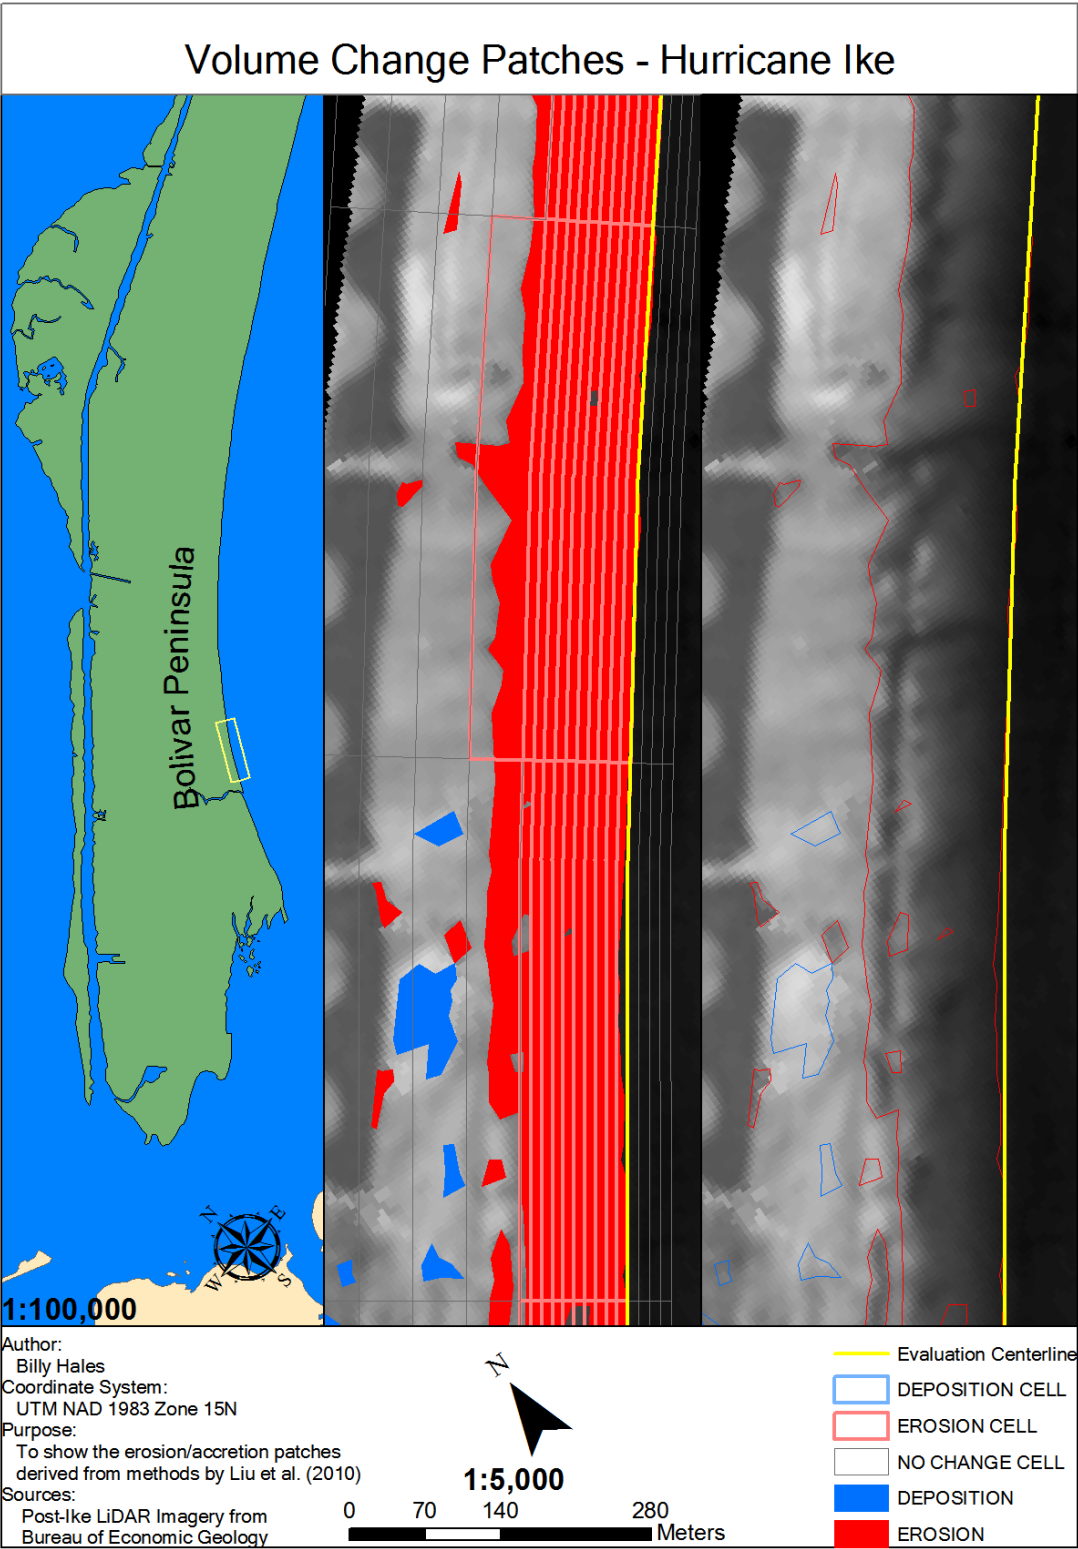 Volume Change Patches - Hurricane Ike
Bolivar Peninsula
N
E
W
S
1:100,000
Author:
Billy Hales
Coordinate System:
UTM NAD 1983 Zone 15N
Purpose:
To show the erosion/accretion patches
derived from methods by Liu et al. (2010)
Sources:
Post-Ike LiDAR Imagery from
Bureau of Economic Geology
N
1:5,000
0 70 140 280
Meters
Evaluation Centerline
DEPOSITION CELL
EROSION CELL
NO CHANGE CELL
DEPOSITION
EROSION